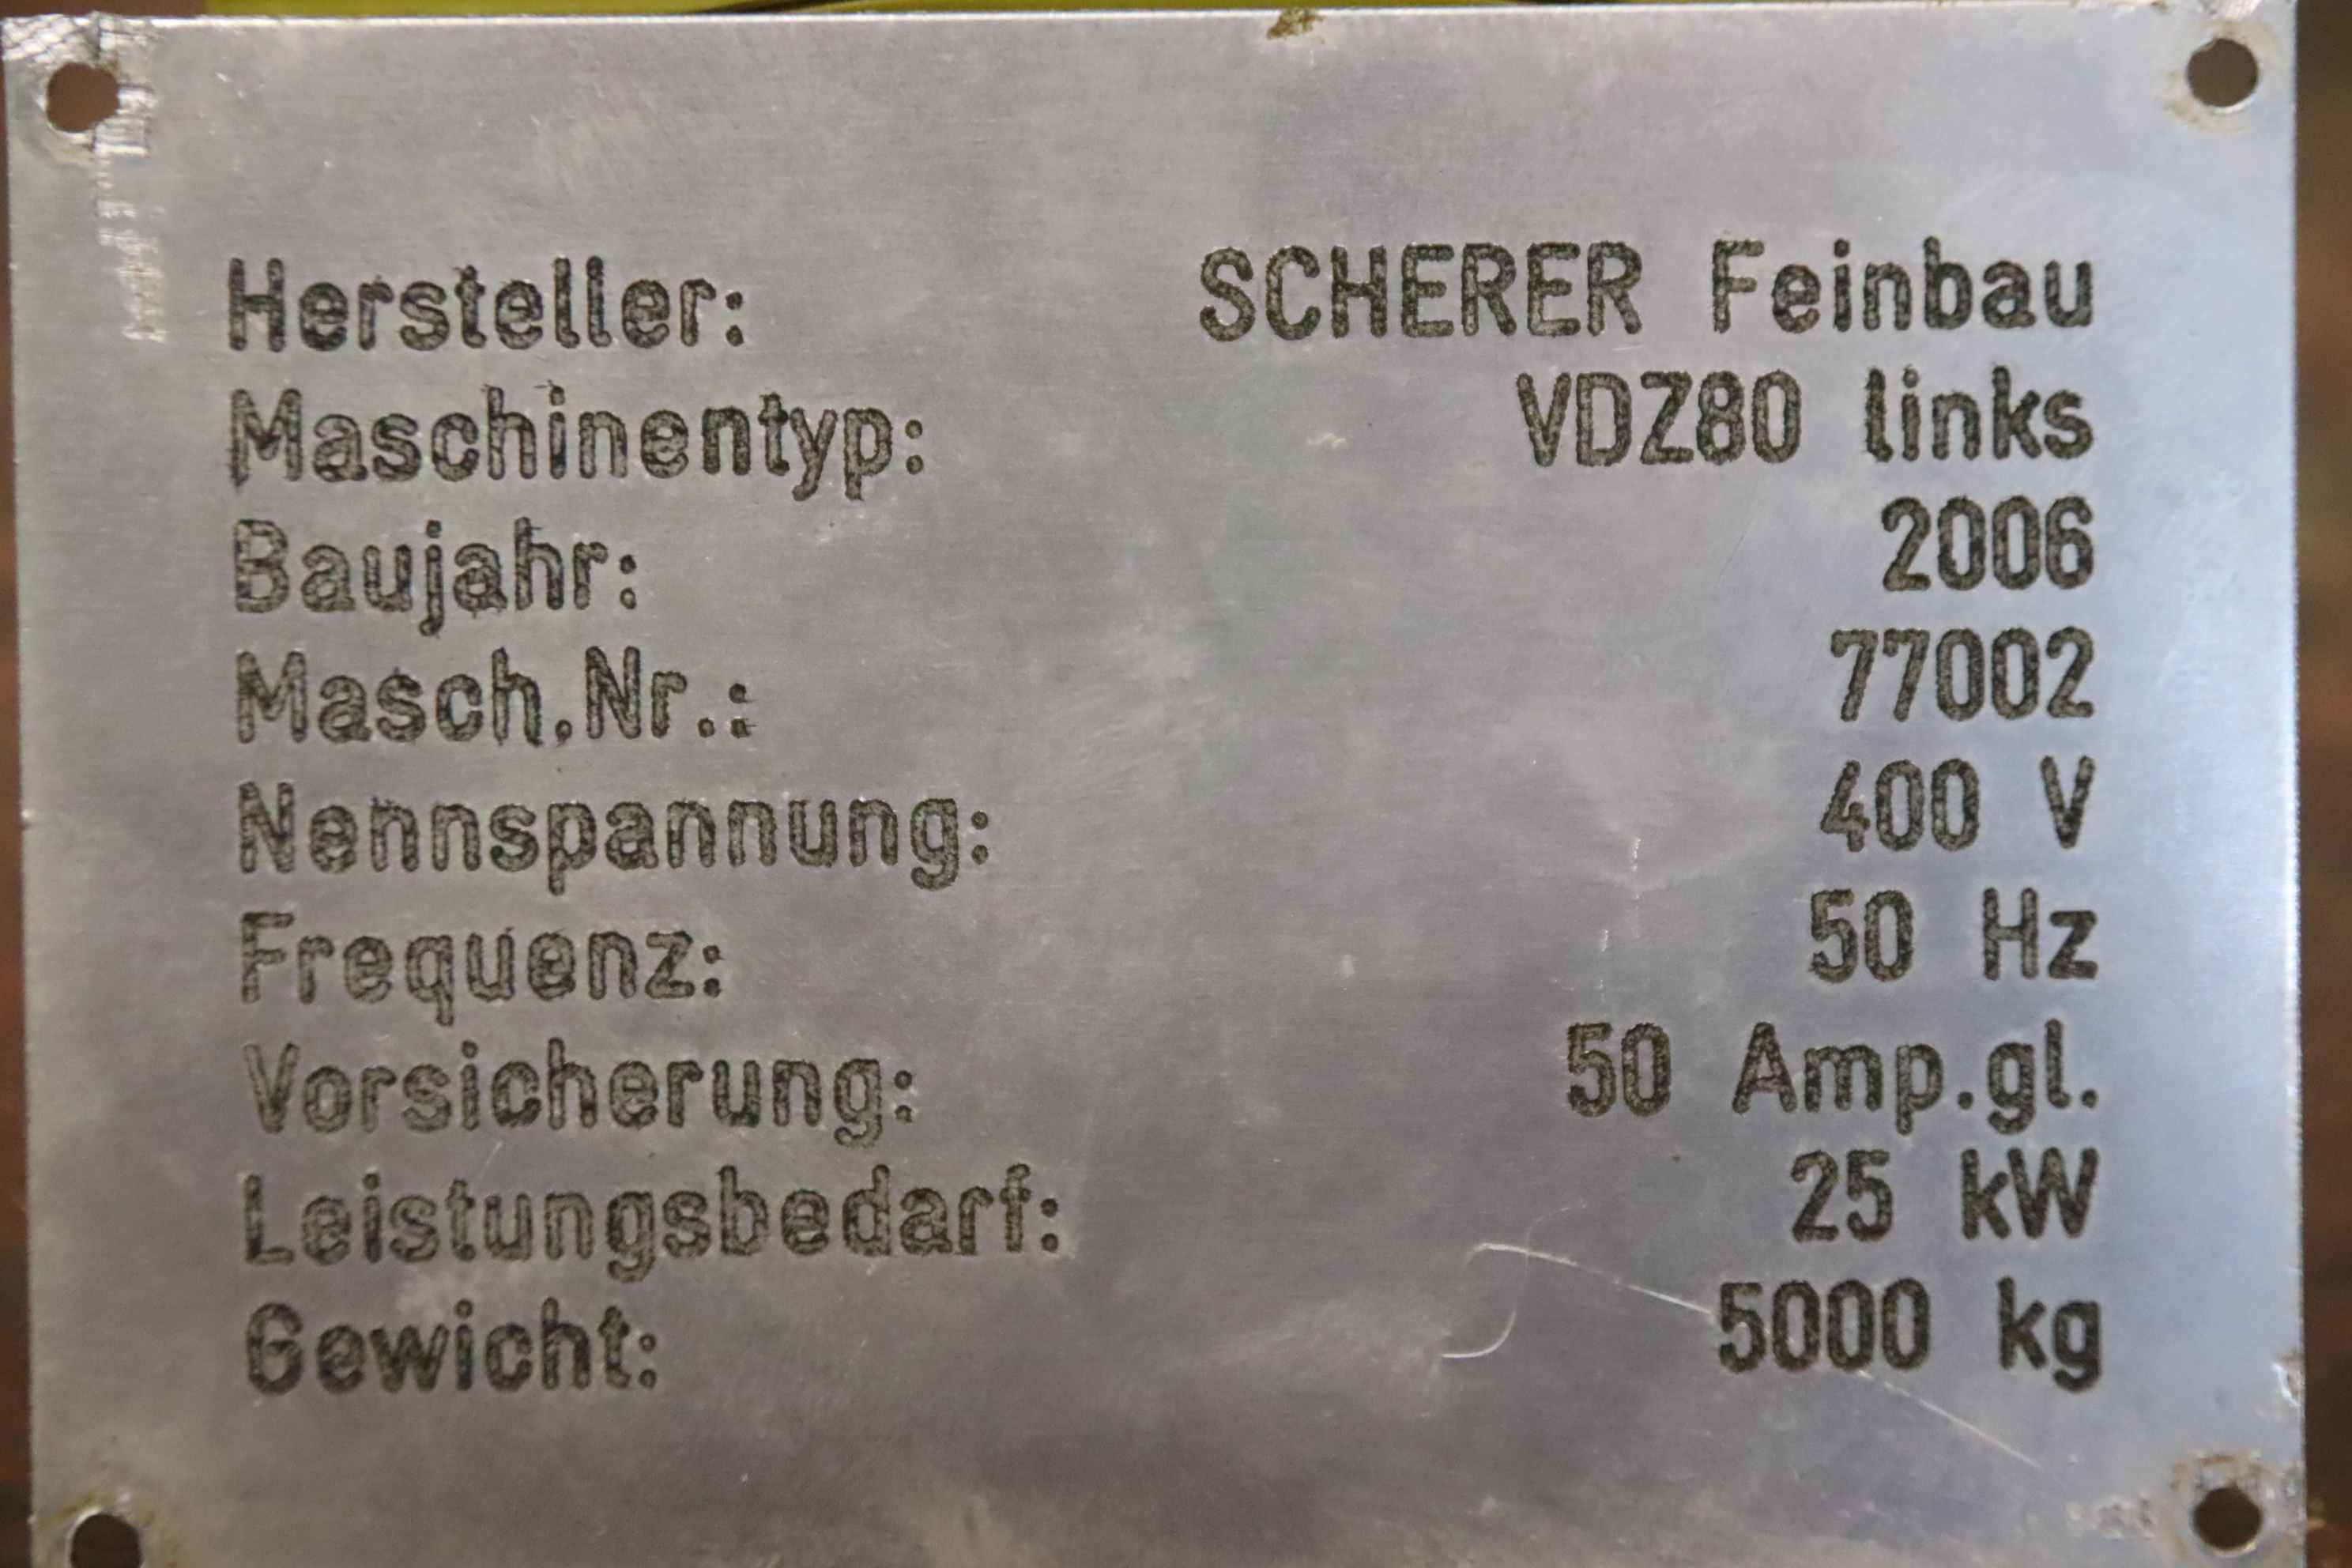 Hersteller: SCHERER Feinbau
Maschinentyp: VDZ80 links
Baujahr: 2006
Masch.Nr.: 77002
Nennspannung: 400 V
Frequenz: 50 Hz
Vorsicherung: 50 Amp.gl.
Leistungsbedarf: 25 kW
Gewicht: 5000 kg